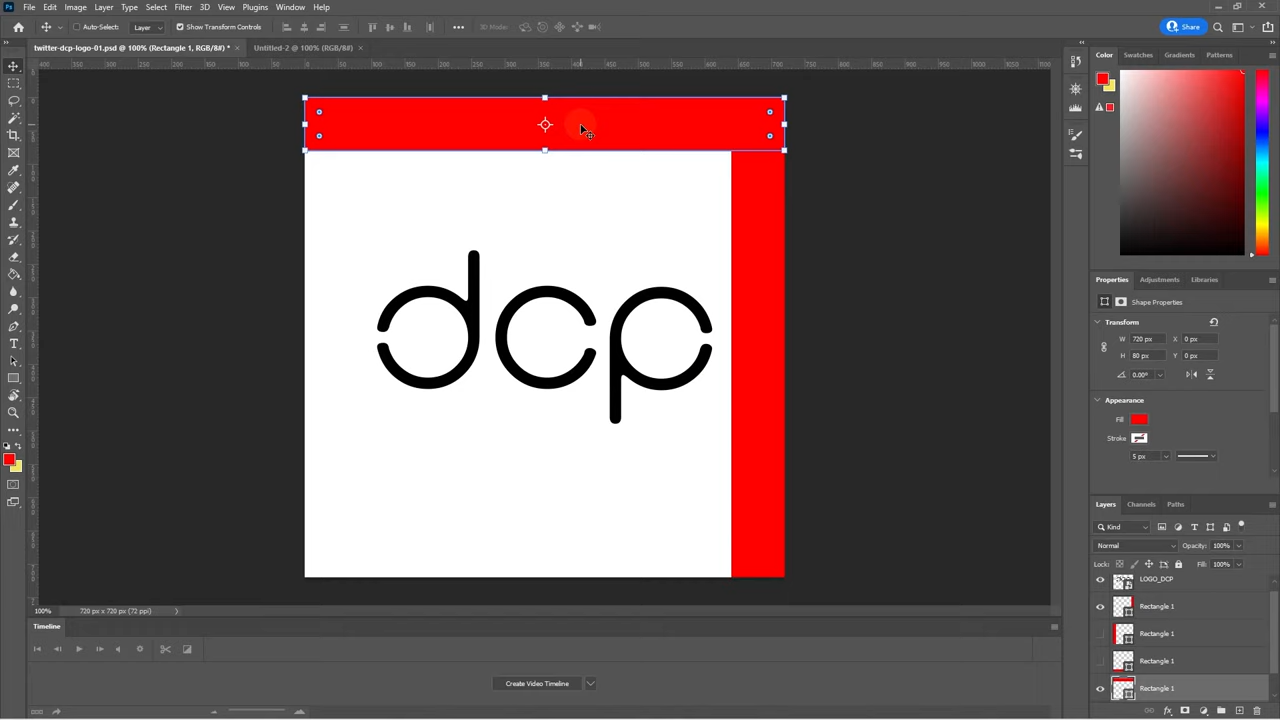 File Edit Image Layer Type Select Filter 3D View Plugins Window Help
Auto-Select: Layer Show Transform Controls 3D Mode: Share
twitter-dcp-logo-01.psd @ 100% (Rectangle 1, RGB/8#) * Untitled-2 @ 100% (RGB/8#)
Color Swatches Gradients Patterns
dcp
Properties Adjustments Libraries
Shape Properties
Transform
W 720 px X 0 px
H 80 px Y 0 px
0.00°
Appearance
Fill
Stroke
5 px
Layers Channels Paths
Kind
Normal Opacity: 100%
Lock: Fill: 100%
LOGO_DCP
Rectangle 1
Rectangle 1
Rectangle 1
Rectangle 1
100% 720 px x 720 px (72 ppi)
Timeline
Create Video Timeline